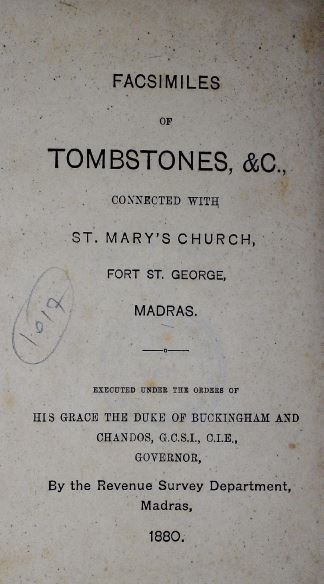 FACSIMILES
OF
TOMBSTONES, &C.,
CONNECTED WITH
ST. MARY'S CHURCH,
FORT ST. GEORGE,
MADRAS.
1017
EXECUTED UNDER THE ORDERS OF
HIS GRACE THE DUKE OF BUCKINGHAM AND
CHANDOS, G.C.S.I., C.I.E.,
GOVERNOR,
By the Revenue Survey Department,
Madras,
1880.